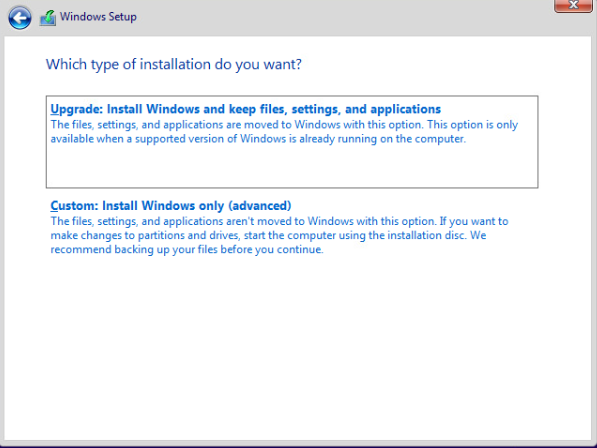 Windows Setup
Which type of installation do you want?
Upgrade: Install Windows and keep files, settings, and applications
The files, settings, and applications are moved to Windows with this option. This option is only
available when a supported version of Windows is already running on the computer.
Custom: Install Windows only (advanced)
The files, settings, and applications aren't moved to Windows with this option. If you want to
make changes to partitions and drives, start the computer using the installation disc. We
recommend backing up your files before you continue.